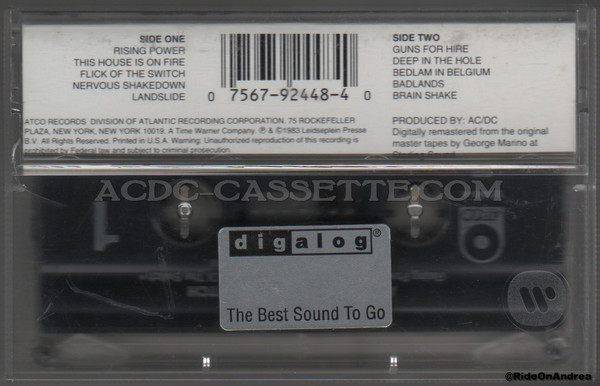 SIDE ONE
RISING POWER
THIS HOUSE IS ON FIRE
FLICK OF THE SWITCH
NERVOUS SHAKEDOWN
LANDSLIDE
0 7567-92448-4 0
SIDE TWO
GUNS FOR HIRE
DEEP IN THE HOLE
BEDLAM IN BELGIUM
BADLANDS
BRAIN SHAKE
ATCO RECORDS DIVISION OF ATLANTIC RECORDING CORPORATION, 75 ROCKEFELLER
PLAZA, NEW YORK, NEW YORK 10019. A Time Warner Company. ℗ & ©1983 Leidseplein Presse
B.V. All Rights Reserved. Printed in U.S.A. Warning: Unauthorized reproduction of this recording is
prohibited by Federal law and subject to criminal prosecution.
PRODUCED BY: AC/DC
Digitally remastered from the original
master tapes by George Marino at
Sound
ACDC-CASSETTE.COM
1
digalog®
The Best Sound To Go
@RideOnAndrea